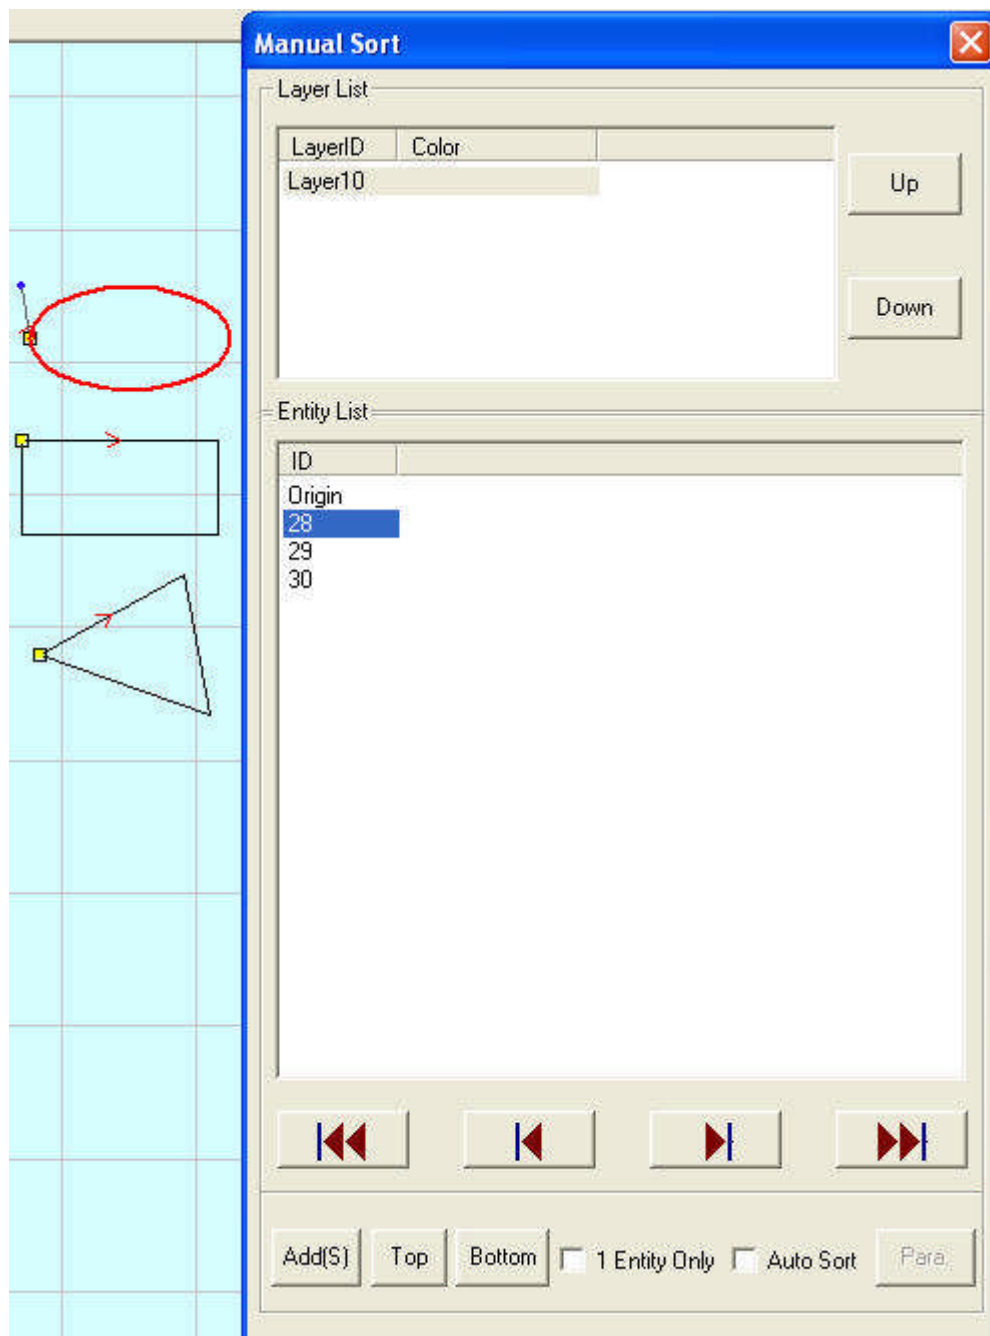 Manual Sort
Layer List
LayerID Color
Layer10
Up
Down
Entity List
ID
Origin
28
29
30
Add(S) Top Bottom 1 Entity Only Auto Sort Para.